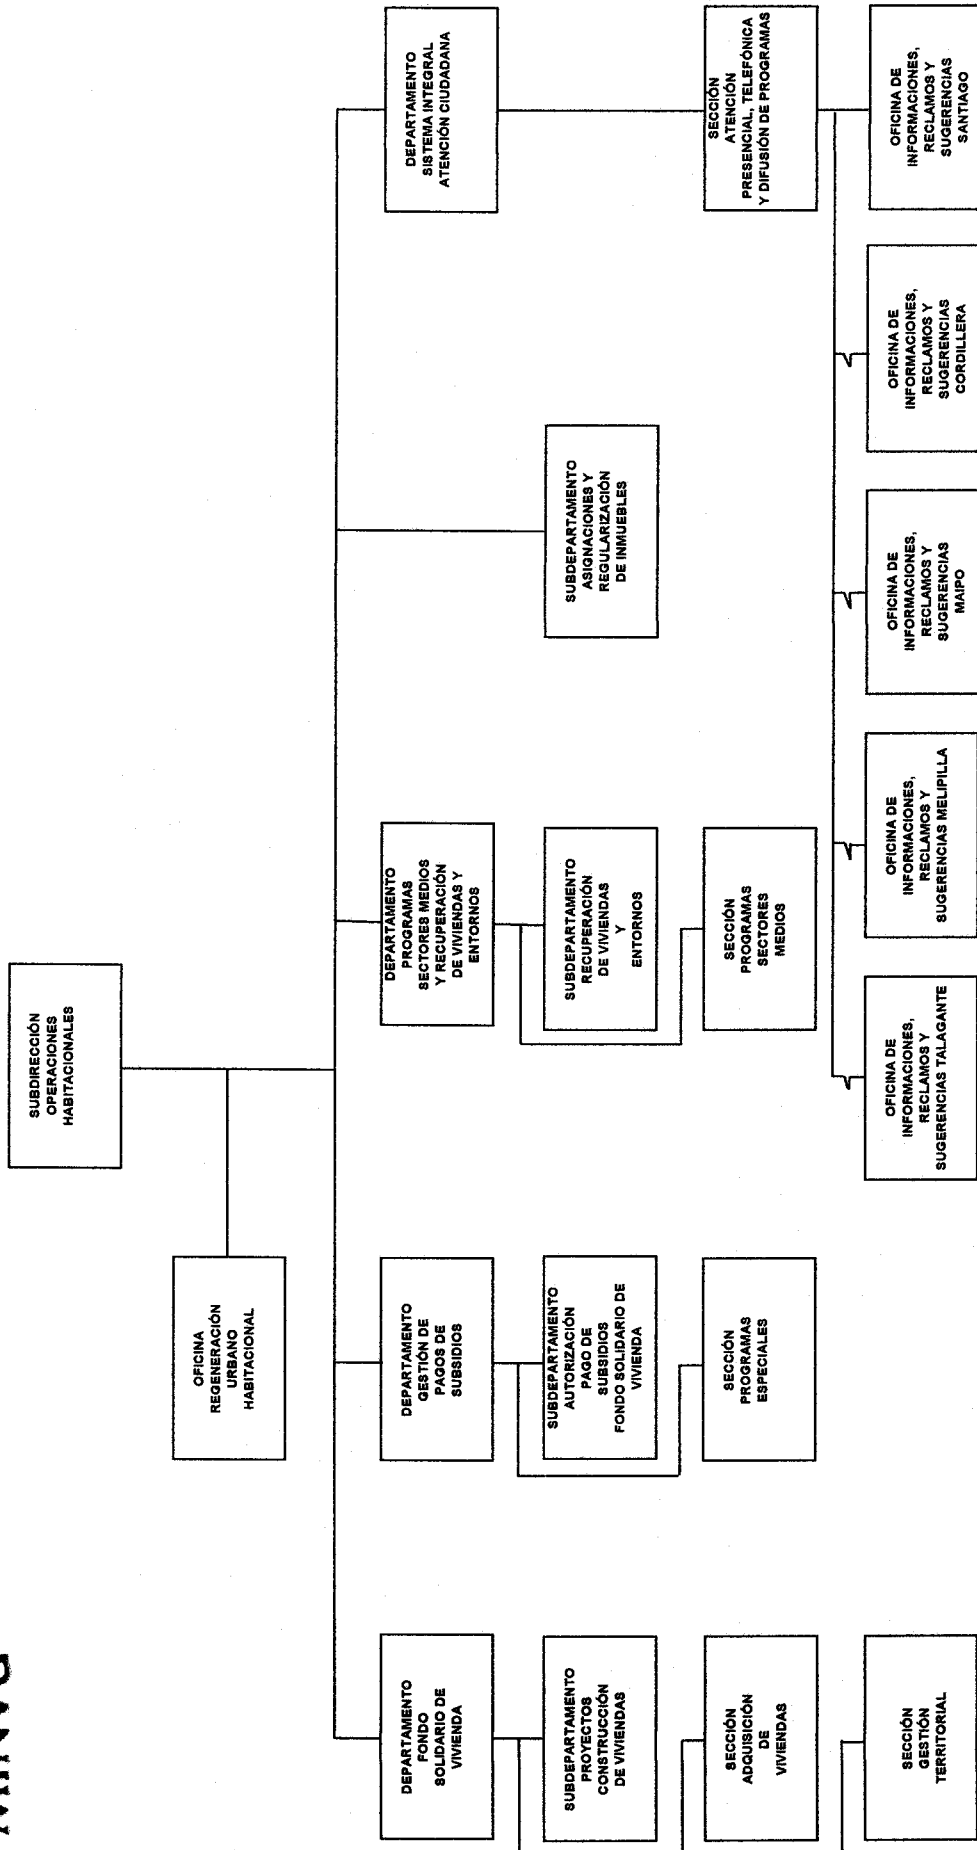 SUBDIRECCIÓN
OPERACIONES
HABITACIONALES
OFICINA
REGENERACIÓN
URBANO
HABITACIONAL
DEPARTAMENTO
FONDO
SOLIDARIO DE
VIVIENDA
DEPARTAMENTO
GESTIÓN DE
PAGOS DE
SUBSIDIOS
DEPARTAMENTO
PROGRAMAS
SECTORES MEDIOS
Y RECUPERACIÓN
DE VIVIENDAS Y
ENTORNOS
DEPARTAMENTO
SISTEMA INTEGRAL
ATENCIÓN CIUDADANA
SUBDEPARTAMENTO
PROYECTOS
CONSTRUCCIÓN
DE VIVIENDAS
SUBDEPARTAMENTO
AUTORIZACIÓN
PAGO DE
SUBSIDIOS
FONDO SOLIDARIO DE
VIVIENDA
SUBDEPARTAMENTO
RECUPERACIÓN
DE VIVIENDAS
Y
ENTORNOS
SUBDEPARTAMENTO
ASIGNACIONES Y
REGULARIZACIÓN
DE INMUEBLES
SECCIÓN
ADQUISICIÓN
DE
VIVIENDAS
SECCIÓN
PROGRAMAS
ESPECIALES
SECCIÓN
PROGRAMAS
SECTORES
MEDIOS
SECCIÓN
ATENCIÓN
PRESENCIAL, TELEFÓNICA
Y DIFUSIÓN DE PROGRAMAS
SECCIÓN
GESTIÓN
TERRITORIAL
OFICINA DE
INFORMACIONES,
RECLAMOS Y
SUGERENCIAS TALAGANTE
OFICINA DE
INFORMACIONES,
RECLAMOS Y
SUGERENCIAS MELIPILLA
OFICINA DE
INFORMACIONES,
RECLAMOS Y
SUGERENCIAS
MAIPO
OFICINA DE
INFORMACIONES,
RECLAMOS Y
SUGERENCIAS
CORDILLERA
OFICINA DE
INFORMACIONES,
RECLAMOS Y
SUGERENCIAS
SANTIAGO